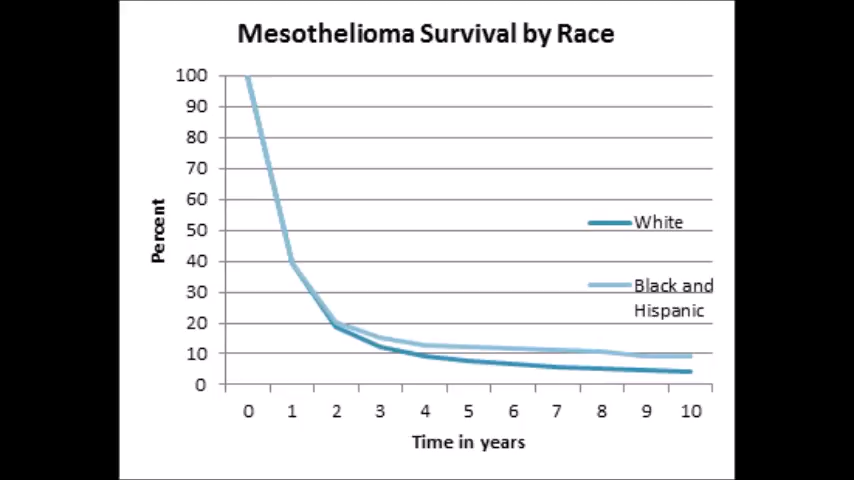 Mesothelioma Survival by Race
100
90
80
70
60
50
40
30
20
10
0
Percent
White
Black and
Hispanic
0 1 2 3 4 5 6 7 8 9 10
Time in years